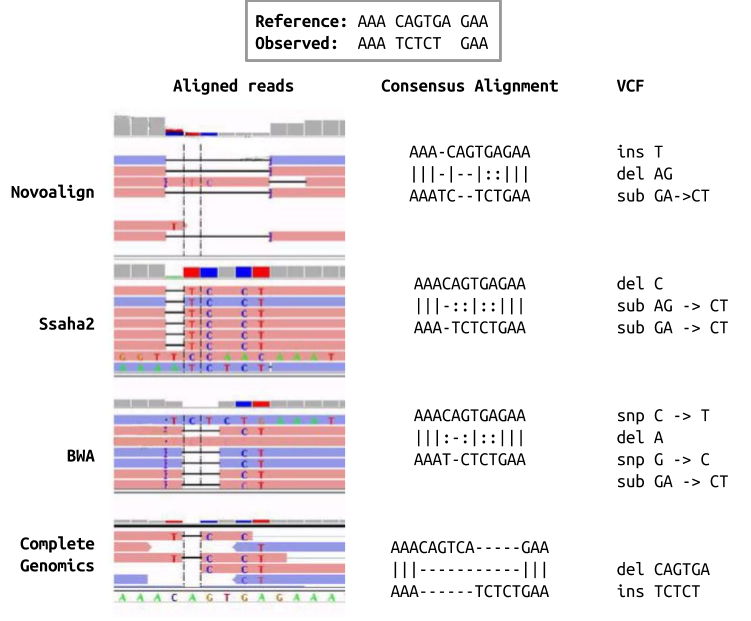 Reference: AAA CAGTGA GAA
Observed: AAA TCTCT GAA
Aligned reads Consensus Alignment VCF
Novoalign
AAA-CAGTGAGAA ins T
|||-|--|::||| del AG
AAATC--TCTGAA sub GA->CT
T C
T
Ssaha2
AAACAGTGAGAA del C
|||-::|::||| sub AG -> CT
AAA-TCTCTGAA sub GA -> CT
T C C T
T C C T
T C C T
T C C T
T C C T
T C C T
G G T T C C A A C A A A T
A A A A T C T C T
BWA
AAACAGTGAGAA snp C -> T
|||:-:|::||| del A
AAAT-CTCTGAA snp G -> C
sub GA -> CT
T C T C T G A A A T
C T
C T
C T
C T
C T
Complete
Genomics
AAACAGTCA-----GAA
|||-----------||| del CAGTGA
AAA------TCTCTGAA ins TCTCT
T C C
T
T C C T
C C T
C T
A A A C A G T G A G A A A